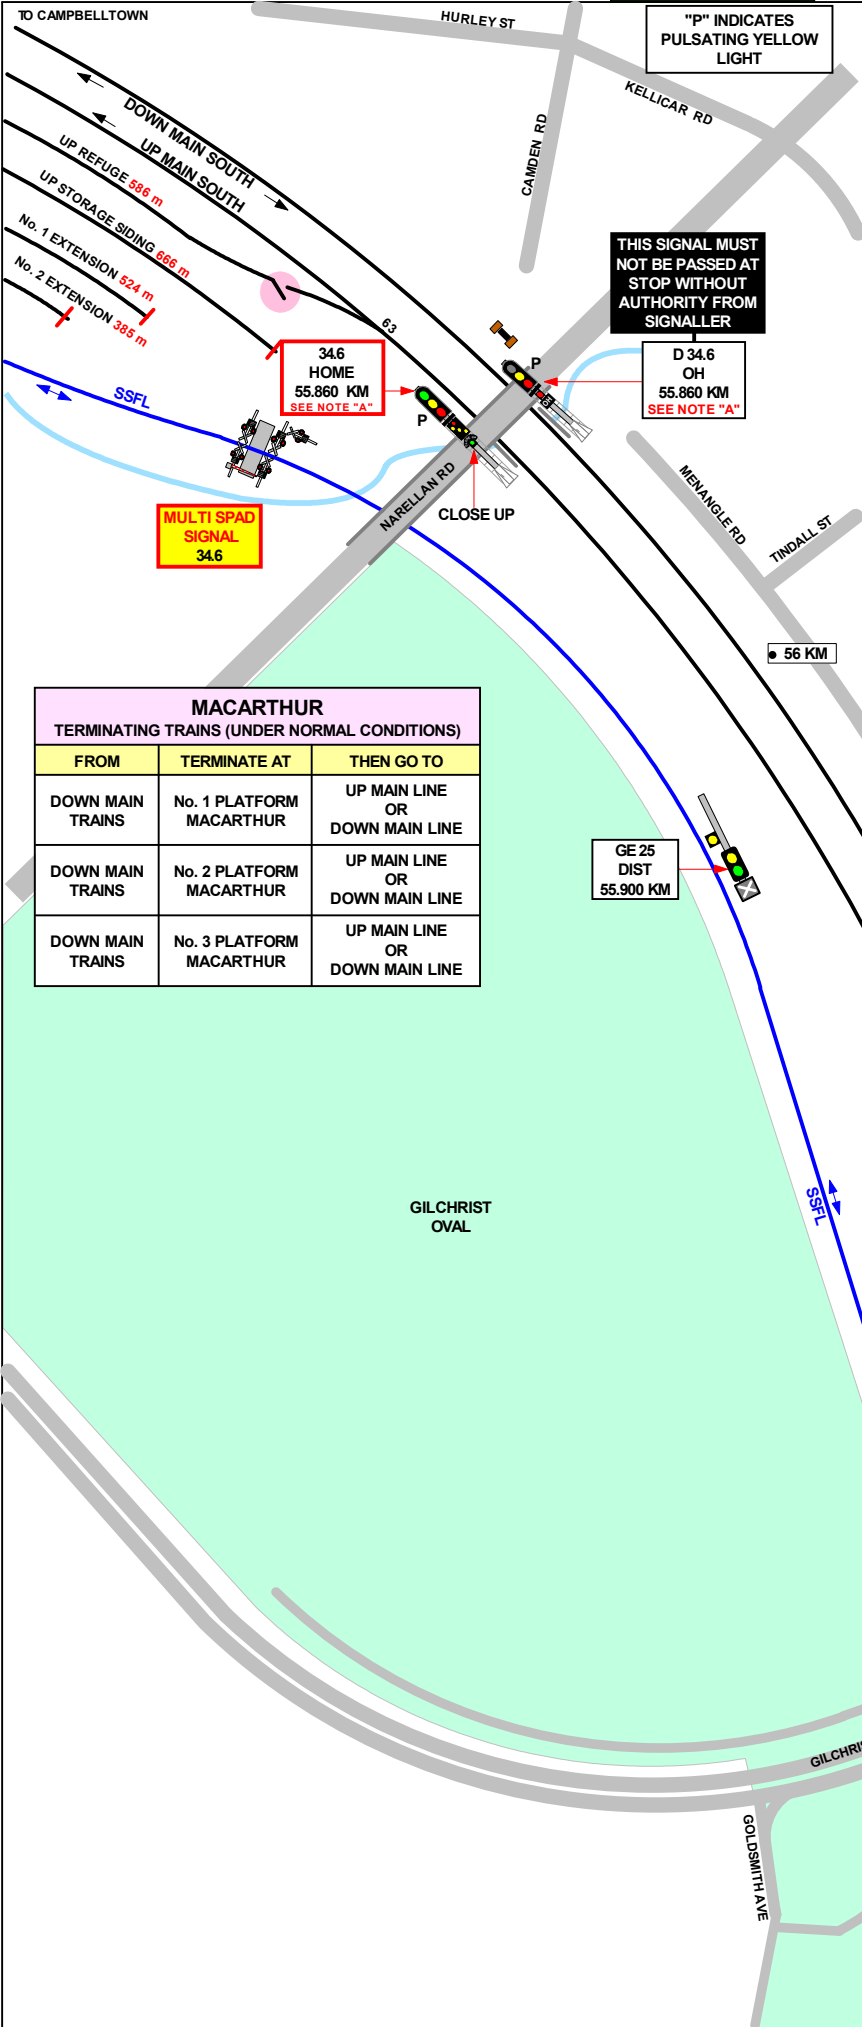 TO CAMPBELLTOWN
HURLEY ST
"P" INDICATES
PULSATING YELLOW
LIGHT
KELLICAR RD
CAMDEN RD
DOWN MAIN SOUTH
UP MAIN SOUTH
UP REFUGE 586 m
UP STORAGE SIDING 666 m
No. 1 EXTENSION 524 m
No. 2 EXTENSION 385 m
63
THIS SIGNAL MUST
NOT BE PASSED AT
STOP WITHOUT
AUTHORITY FROM
SIGNALLER
34.6
HOME
55.860 KM
SEE NOTE "A"
P
P
D 34.6
OH
55.860 KM
SEE NOTE "A"
SSFL
NARELLAN RD
CLOSE UP
MULTI SPAD
SIGNAL
34.6
MENANGLE RD
TINDALL ST
56 KM
MACARTHUR
TERMINATING TRAINS (UNDER NORMAL CONDITIONS)
FROM TERMINATE AT THEN GO TO
DOWN MAIN
TRAINS
No. 1 PLATFORM
MACARTHUR
UP MAIN LINE
OR
DOWN MAIN LINE
DOWN MAIN
TRAINS
No. 2 PLATFORM
MACARTHUR
UP MAIN LINE
OR
DOWN MAIN LINE
DOWN MAIN
TRAINS
No. 3 PLATFORM
MACARTHUR
UP MAIN LINE
OR
DOWN MAIN LINE
GE 25
DIST
55.900 KM
GILCHRIST
OVAL
SSFL
GILCHRIS
GOLDSMITH AVE